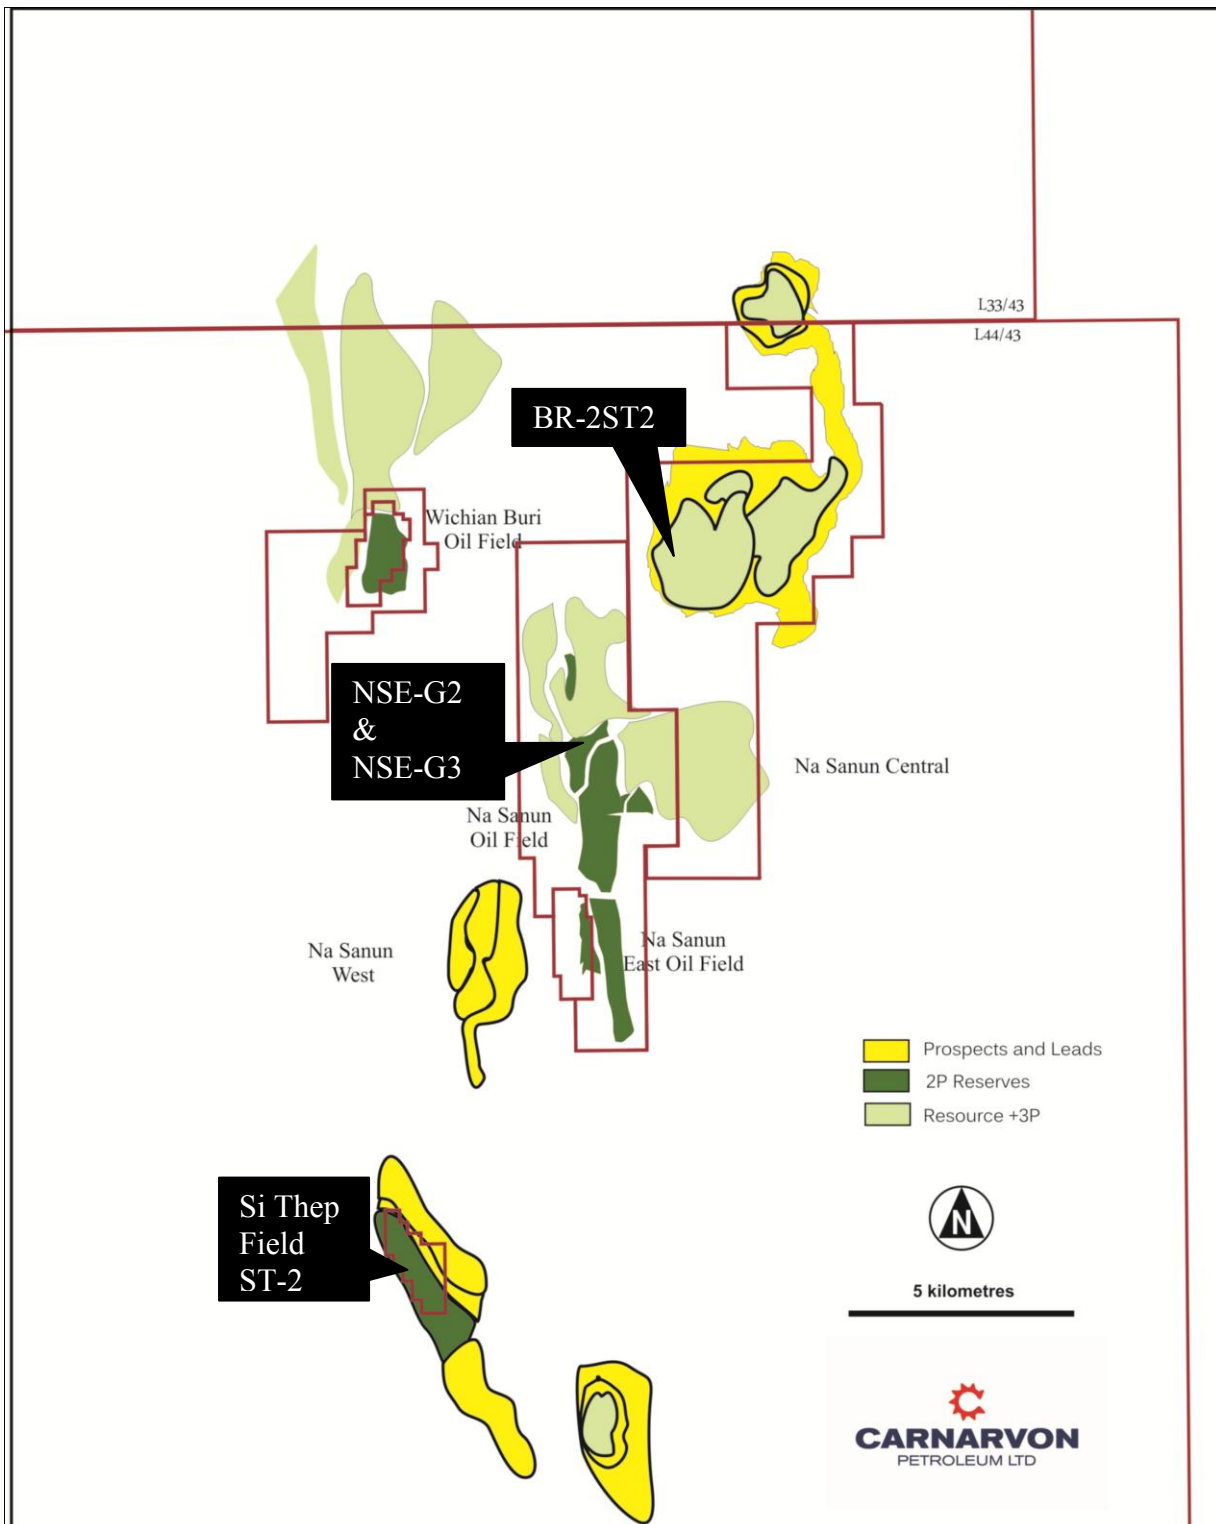 L33/43
L44/43
BR-2ST2
Wichian Buri
Oil Field
NSE-G2
&
NSE-G3
Na Sanun Central
Na Sanun
Oil Field
Na Sanun
West
Na Sanun
East Oil Field
Prospects and Leads
2P Reserves
Resource +3P
Si Thep
Field
ST-2
N
5 kilometres
CARNARVON
PETROLEUM LTD